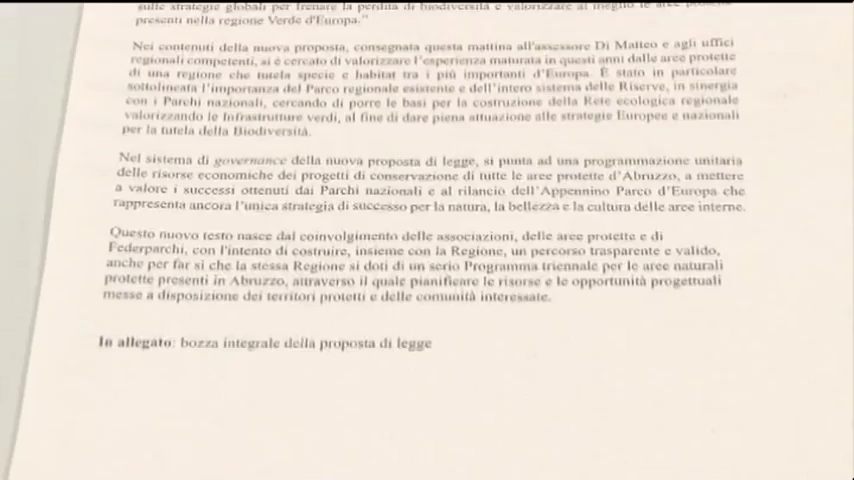 sulle strategie globali per frenare la perdita di biodiversità e valorizzare al meglio le aree protette
presenti nella regione Verde d'Europa."
Nei contenuti della nuova proposta, consegnata questa mattina all'assessore Di Matteo e agli uffici
regionali competenti, si è cercato di valorizzare l'esperienza maturata in questi anni dalle aree protette
di una regione che tutela specie e habitat tra i più importanti d'Europa. È stato in particolare
sottolineata l'importanza del Parco regionale esistente e dell'intero sistema delle Riserve, in sinergia
con i Parchi nazionali, cercando di porre le basi per la costruzione della Rete ecologica regionale
valorizzando le Infrastrutture verdi, al fine di dare piena attuazione alle strategie Europee e nazionali
per la tutela della Biodiversità.
Nel sistema di governance della nuova proposta di legge, si punta ad una programmazione unitaria
delle risorse economiche dei progetti di conservazione di tutte le aree protette d'Abruzzo, a mettere
a valore i successi ottenuti dai Parchi nazionali e al rilancio dell'Appennino Parco d'Europa che
rappresenta ancora l'unica strategia di successo per la natura, la bellezza e la cultura delle aree interne.
Questo nuovo testo nasce dal coinvolgimento delle associazioni, delle aree protette e di
Federparchi, con l'intento di costruire, insieme con la Regione, un percorso trasparente e valido,
anche per far si che la stessa Regione si doti di un serio Programma triennale per le aree naturali
protette presenti in Abruzzo, attraverso il quale pianificare le risorse e le opportunità progettuali
messe a disposizione dei territori protetti e delle comunità interessate.
In allegato: bozza integrale della proposta di legge